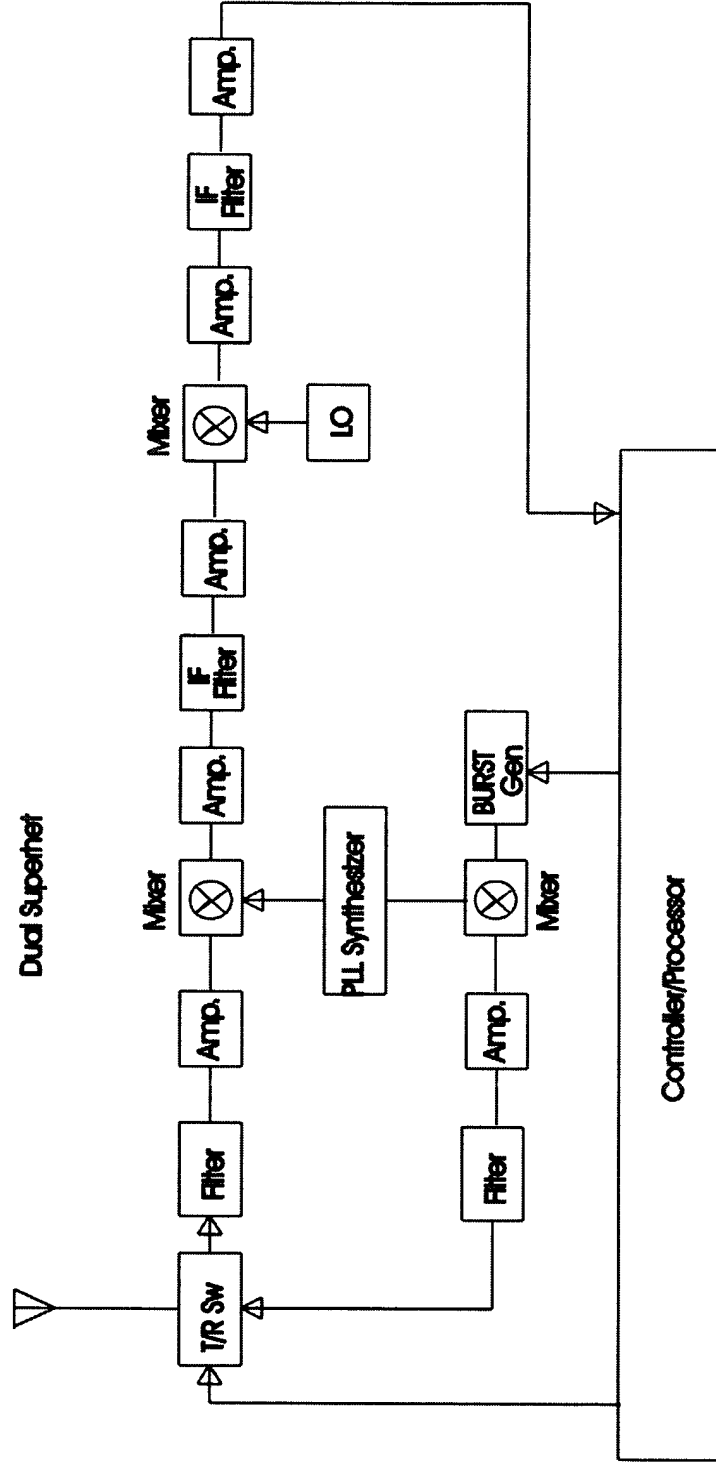 Dual Superhet
T/R Sw
Filter
Amp.
Mixer
Amp.
IF
Filter
Amp.
Mixer
Amp.
IF
Filter
Amp.
LO
PLL Synthesizer
Filter
Amp.
Mixer
BURST
Gen
Controller/Processor